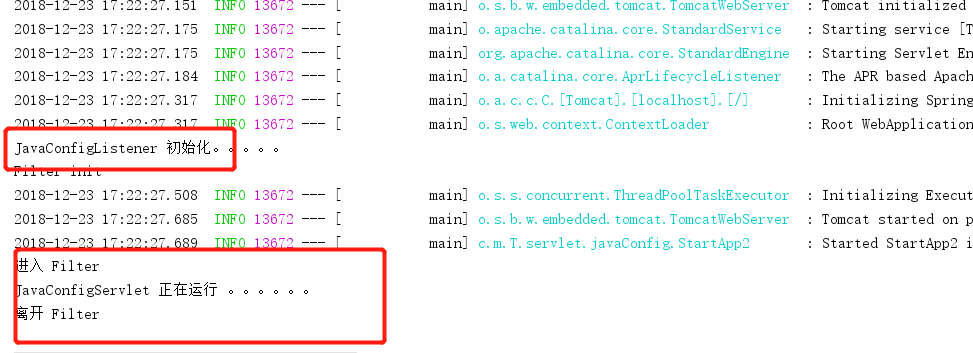 2018-12-23 17:22:27.151  INFO 13672 --- [           main] o.s.b.w.embedded.tomcat.TomcatWebServer  : Tomcat initialized
2018-12-23 17:22:27.175  INFO 13672 --- [           main] o.apache.catalina.core.StandardService   : Starting service [T
2018-12-23 17:22:27.175  INFO 13672 --- [           main] org.apache.catalina.core.StandardEngine  : Starting Servlet En
2018-12-23 17:22:27.184  INFO 13672 --- [           main] o.a.catalina.core.AprLifecycleListener   : The APR based Apach
2018-12-23 17:22:27.317  INFO 13672 --- [           main] o.a.c.c.C.[Tomcat].[localhost].[/]       : Initializing Spring
2018-12-23 17:22:27.317  INFO 13672 --- [           main] o.s.web.context.ContextLoader            : Root WebApplication
JavaConfigListener 初始化。。。。。
Filter init
2018-12-23 17:22:27.508  INFO 13672 --- [           main] o.s.s.concurrent.ThreadPoolTaskExecutor  : Initializing Execut
2018-12-23 17:22:27.685  INFO 13672 --- [           main] o.s.b.w.embedded.tomcat.TomcatWebServer  : Tomcat started on p
2018-12-23 17:22:27.689  INFO 13672 --- [           main] c.m.T.servlet.javaConfig.StartApp2       : Started StartApp2 i
进入 Filter
JavaConfigServlet 正在运行 。。。。。。
离开 Filter